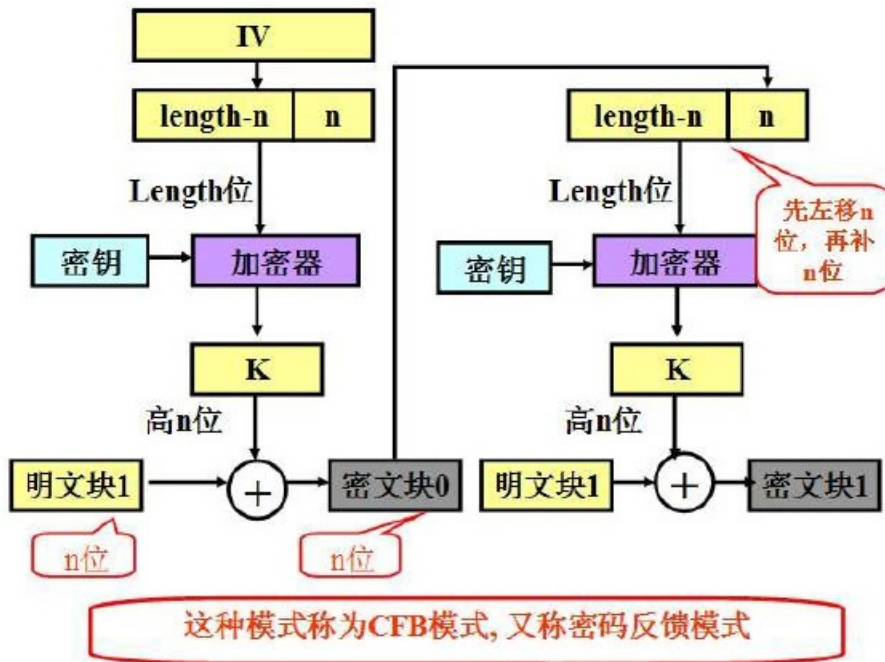 IV
length-n n
length-n n
Length位
Length位
先左移n
位，再补
n位
密钥
加密器
密钥
加密器
K
K
高n位
高n位
明文块1
+
密文块0
明文块1
+
密文块1
n位
n位
这种模式称为CFB模式, 又称密码反馈模式